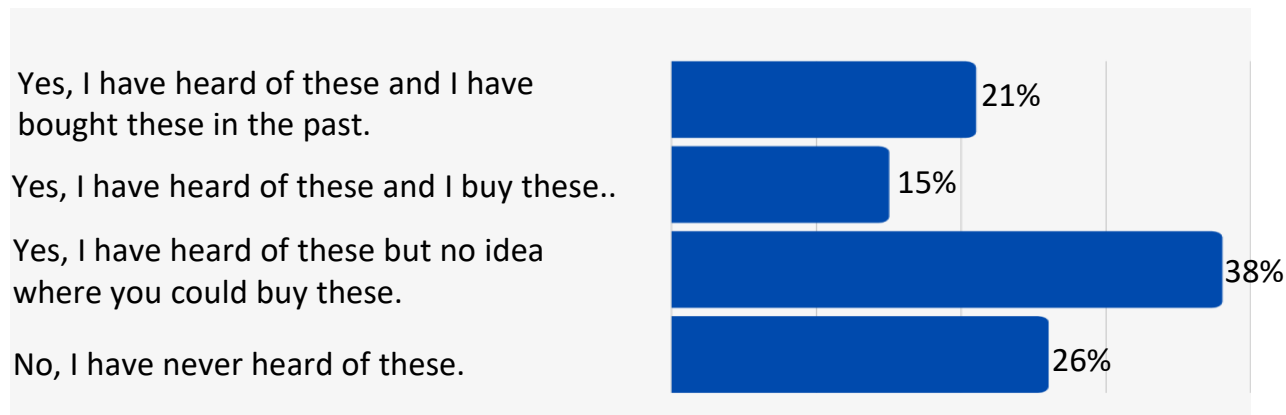 Yes, I have heard of these and I have
bought these in the past.
21%
Yes, I have heard of these and I buy these..
15%
Yes, I have heard of these but no idea
where you could buy these.
38%
No, I have never heard of these.
26%